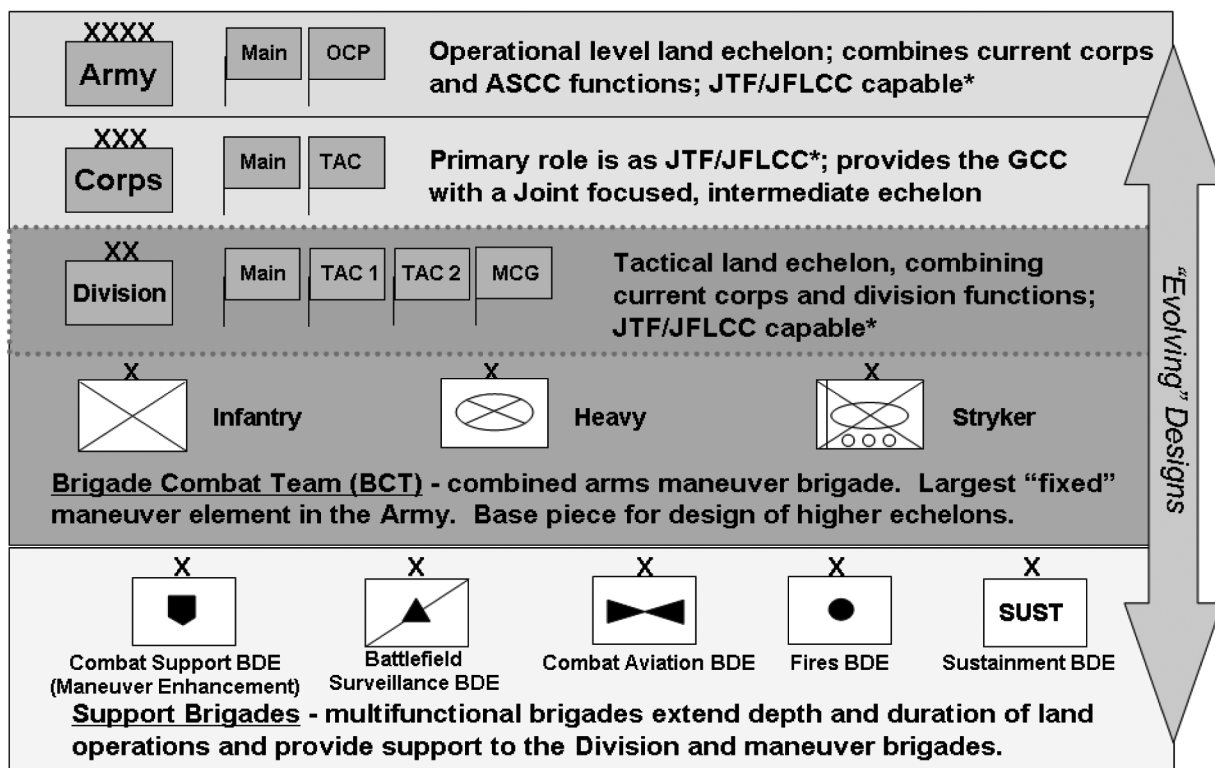 XXXX
Army
Main
OCP
Operational level land echelon; combines current corps
and ASCC functions; JTF/JFLCC capable*
XXX
Corps
Main
TAC
Primary role is as JTF/JFLCC*; provides the GCC
with a Joint focused, intermediate echelon
XX
Division
Main
TAC 1
TAC 2
MCG
Tactical land echelon, combining
current corps and division functions;
JTF/JFLCC capable*
X
Infantry
X
Heavy
X
Stryker
Brigade Combat Team (BCT) - combined arms maneuver brigade. Largest “fixed”
maneuver element in the Army. Base piece for design of higher echelons.
X
Combat Support BDE
(Maneuver Enhancement)
X
Battlefield
Surveillance BDE
X
Combat Aviation BDE
X
Fires BDE
X
SUST
Sustainment BDE
Support Brigades - multifunctional brigades extend depth and duration of land
operations and provide support to the Division and maneuver brigades.
“Evolving” Designs